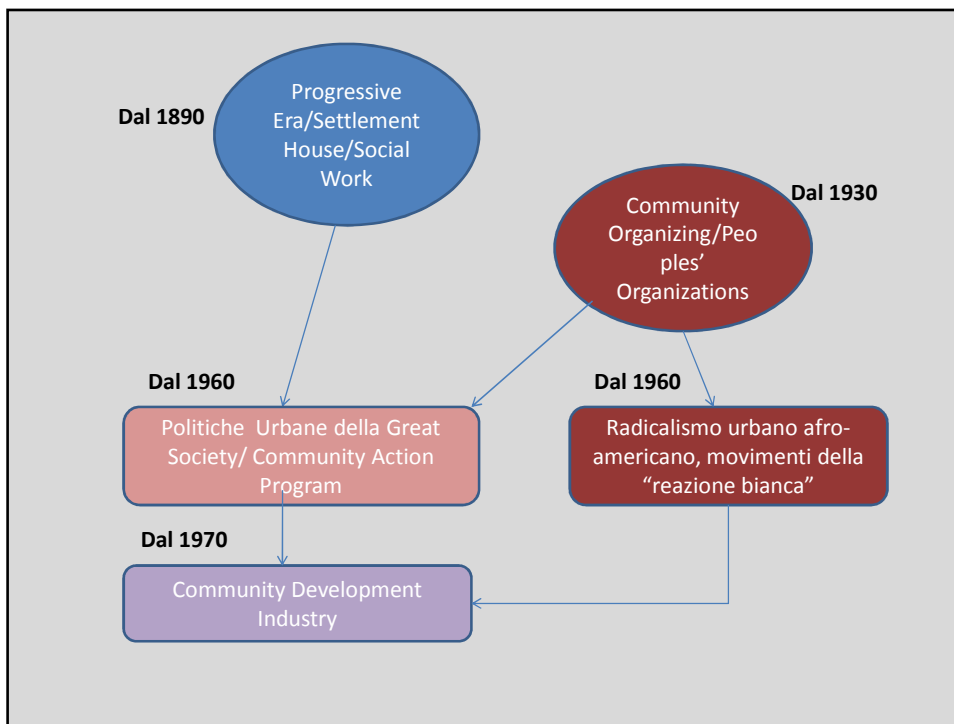 Dal 1890
Progressive
Era/Settlement
House/Social
Work
Dal 1930
Community
Organizing/Peo
ples'
Organizations
Dal 1960
Politiche  Urbane della Great
Society/ Community Action
Program
Dal 1960
Radicalismo urbano afro-
americano, movimenti della
“reazione bianca”
Dal 1970
Community Development
Industry